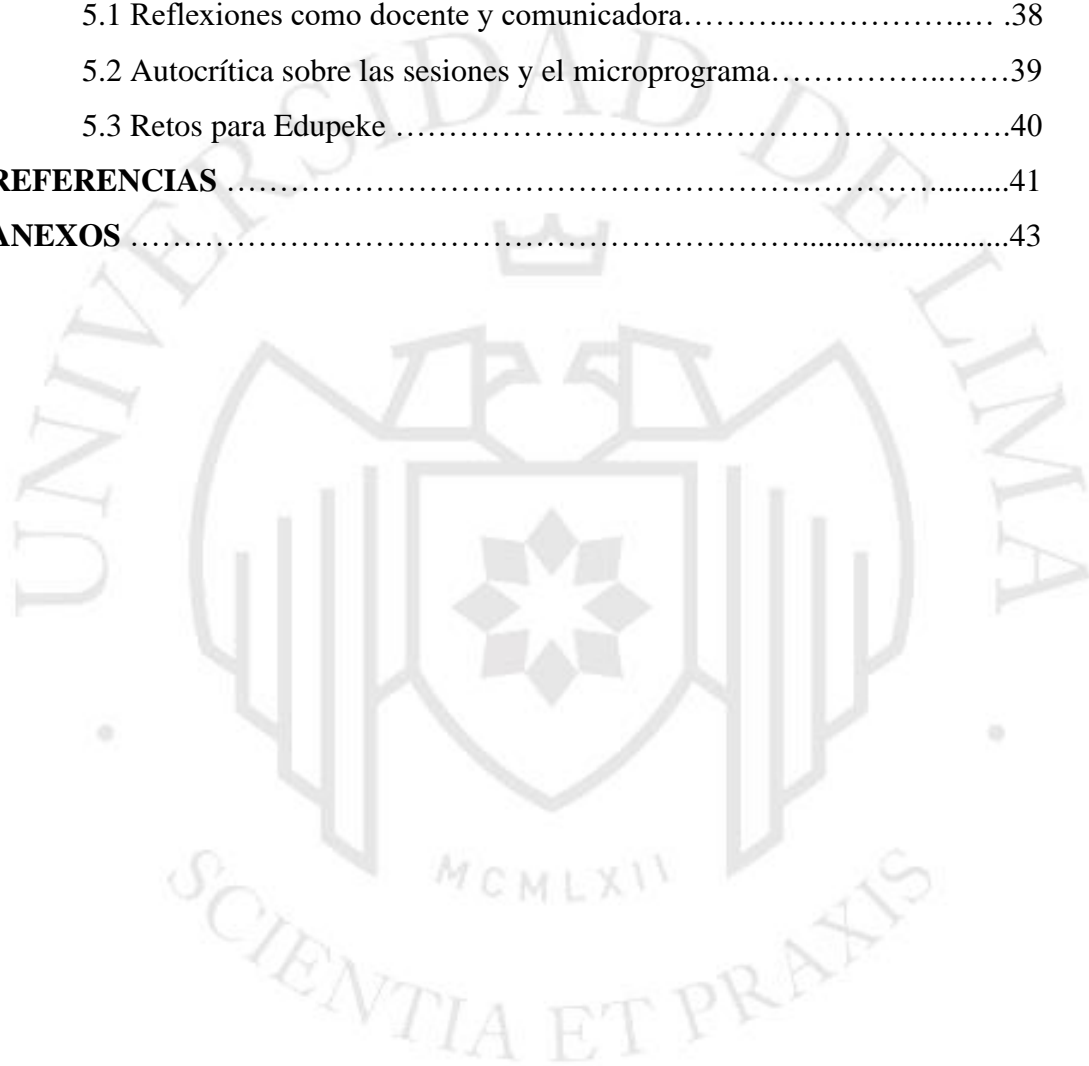 5.1 Reflexiones como docente y comunicadora………..…………….… .38
5.2 Autocrítica sobre las sesiones y el microprograma……………..……39
5.3 Retos para Edupeke …………………………………………………….40
REFERENCIAS …………………………………………………………..........41
ANEXOS ………………………………………………………...........................43
UNIVERSIDAD DE LIMA
MCMLXII
SCIENTIA ET PRAXIS